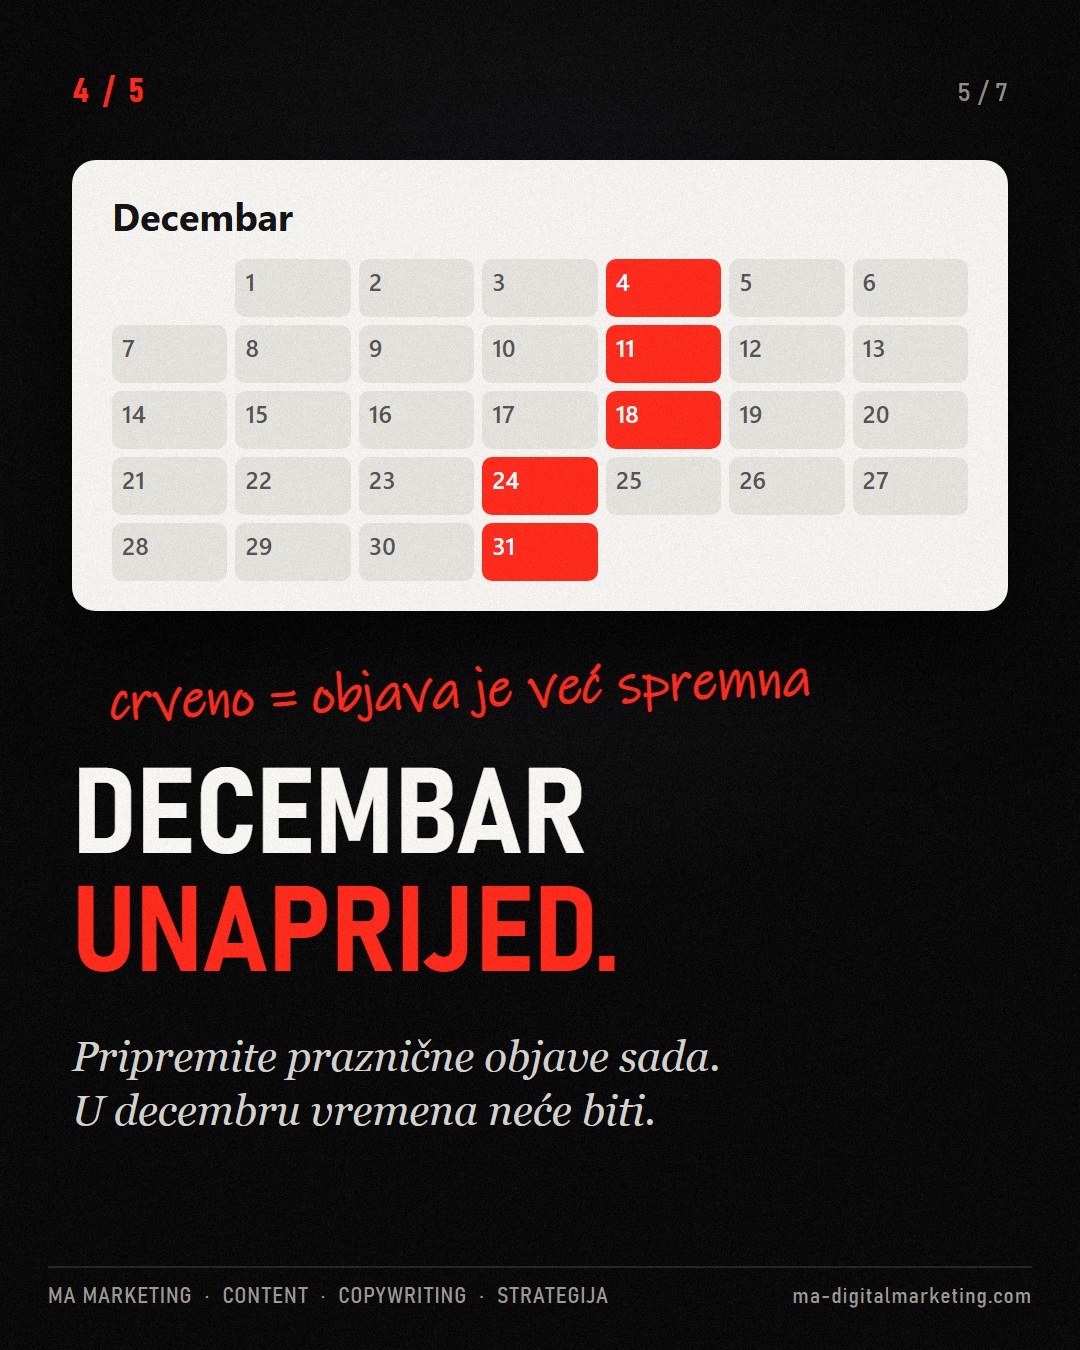 4 / 5
5 / 7
Decembar
1 2 3 4 5 6
7 8 9 10 11 12 13
14 15 16 17 18 19 20
21 22 23 24 25 26 27
28 29 30 31
crveno = objava je već spremna
DECEMBAR
UNAPRIJED.
Pripremite praznične objave sada.
U decembru vremena neće biti.
MA MARKETING · CONTENT · COPYWRITING · STRATEGIJA
ma-digitalmarketing.com